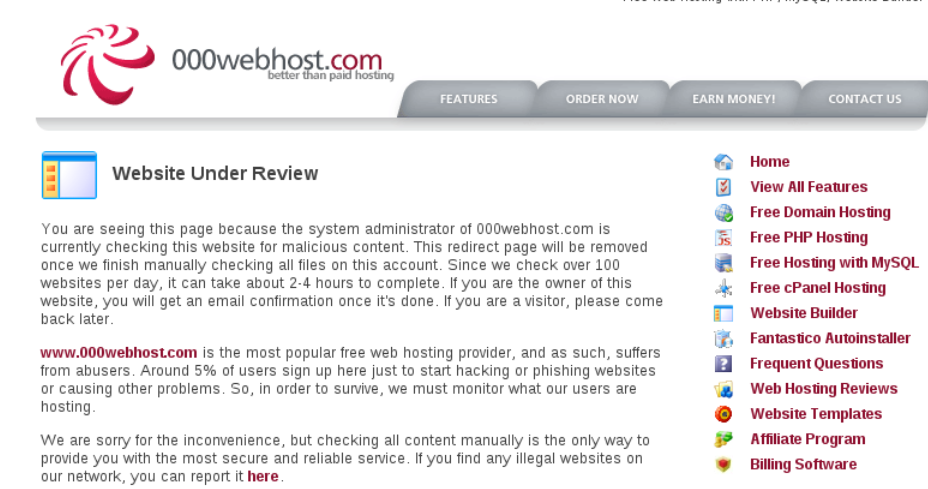 Free Web Hosting with PHP, MySQL, Website Builder
000webhost.com
better than paid hosting
FEATURES
ORDER NOW
EARN MONEY!
CONTACT US
Website Under Review
You are seeing this page because the system administrator of 000webhost.com is
currently checking this website for malicious content. This redirect page will be removed
once we finish manually checking all files on this account. Since we check over 100
websites per day, it can take about 2-4 hours to complete. If you are the owner of this
website, you will get an email confirmation once it's done. If you are a visitor, please come
back later.
www.000webhost.com is the most popular free web hosting provider, and as such, suffers
from abusers. Around 5% of users sign up here just to start hacking or phishing websites
or causing other problems. So, in order to survive, we must monitor what our users are
hosting.
We are sorry for the inconvenience, but checking all content manually is the only way to
provide you with the most secure and reliable service. If you find any illegal websites on
our network, you can report it here.
Home
View All Features
Free Domain Hosting
Free PHP Hosting
Free Hosting with MySQL
Free cPanel Hosting
Website Builder
Fantastico Autoinstaller
Frequent Questions
Web Hosting Reviews
Website Templates
Affiliate Program
Billing Software